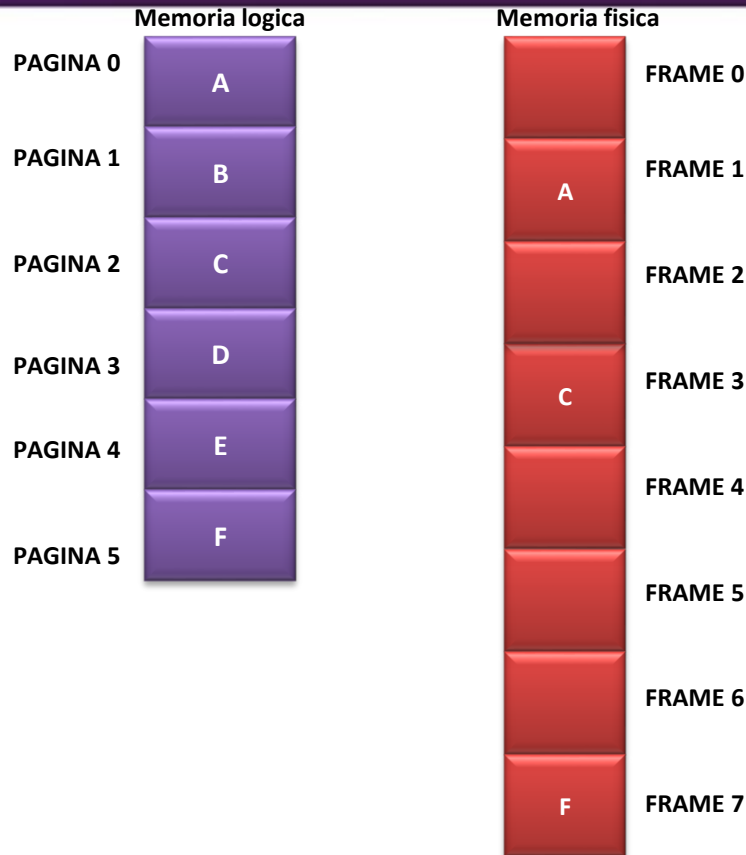 Memoria logica
PAGINA 0
A
PAGINA 1
B
PAGINA 2
C
PAGINA 3
D
PAGINA 4
E
PAGINA 5
F
Memoria fisica
FRAME 0
A
FRAME 1
FRAME 2
C
FRAME 3
FRAME 4
FRAME 5
FRAME 6
F
FRAME 7